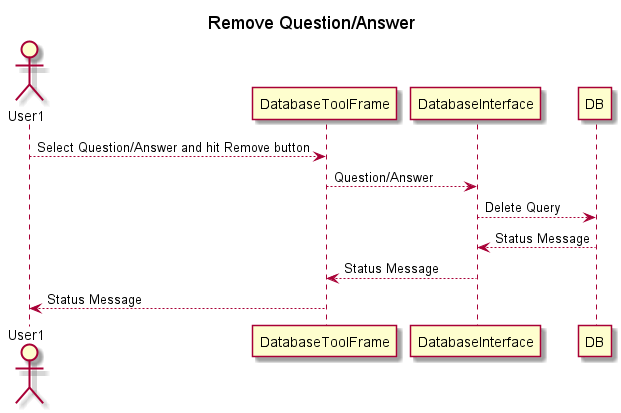 Remove Question/Answer
User1
DatabaseToolFrame
DatabaseInterface
DB
Select Question/Answer and hit Remove button
Question/Answer
Delete Query
Status Message
Status Message
Status Message
User1
DatabaseToolFrame
DatabaseInterface
DB